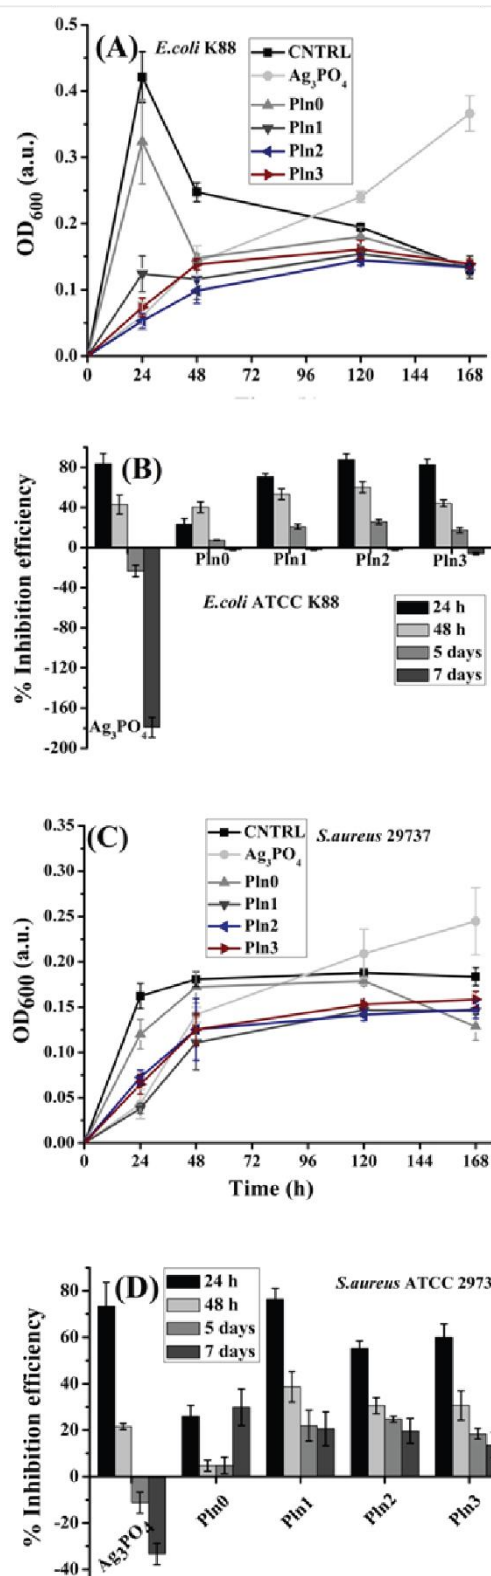 0.5
(A)
E.coli K88
CNTRL
Ag3PO4
Pln0
Pln1
Pln2
Pln3
0.4
0.3
0.2
0.1
0.0
OD600 (a.u.)
0 24 48 72 96 120 144 168
80
40
0
-40
-80
-120
-160
-200
% Inhibition efficiency
(B)
Pln0 Pln1 Pln2 Pln3
E.coli ATCC K88
24 h
48 h
5 days
7 days
Ag3PO4
0.35
0.30
0.25
0.20
0.15
0.10
0.05
0.00
OD600 (a.u.)
(C)
CNTRL
Ag3PO4
Pln0
Pln1
Pln2
Pln3
S.aureus 29737
0 24 48 72 96 120 144 168
Time (h)
80
60
40
20
0
-20
-40
% Inhibition efficiency
(D)
24 h
48 h
5 days
7 days
S.aureus ATCC 2973
Ag3PO4 Pln0 Pln1 Pln2 Pln3